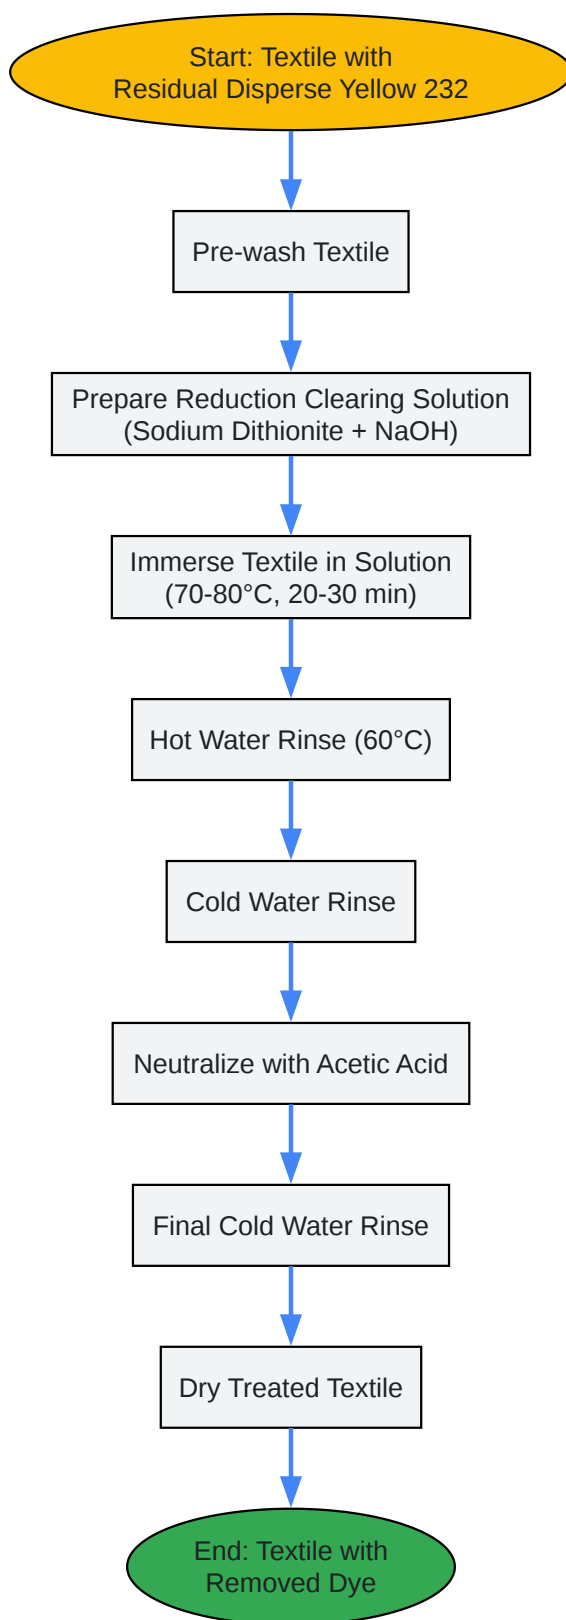 Start: Textile with
Residual Disperse Yellow 232
Pre-wash Textile
Prepare Reduction Clearing Solution
(Sodium Dithionite + NaOH)
Immerse Textile in Solution
(70-80°C, 20-30 min)
Hot Water Rinse (60°C)
Cold Water Rinse
Neutralize with Acetic Acid
Final Cold Water Rinse
Dry Treated Textile
End: Textile with
Removed Dye